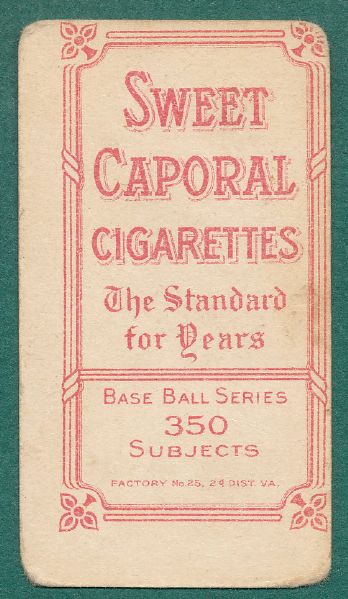 SWEET
CAPORAL
CIGARETTES
The Standard
for Years
BASE BALL SERIES
350
SUBJECTS
FACTORY No. 25, 2d DIST. VA.